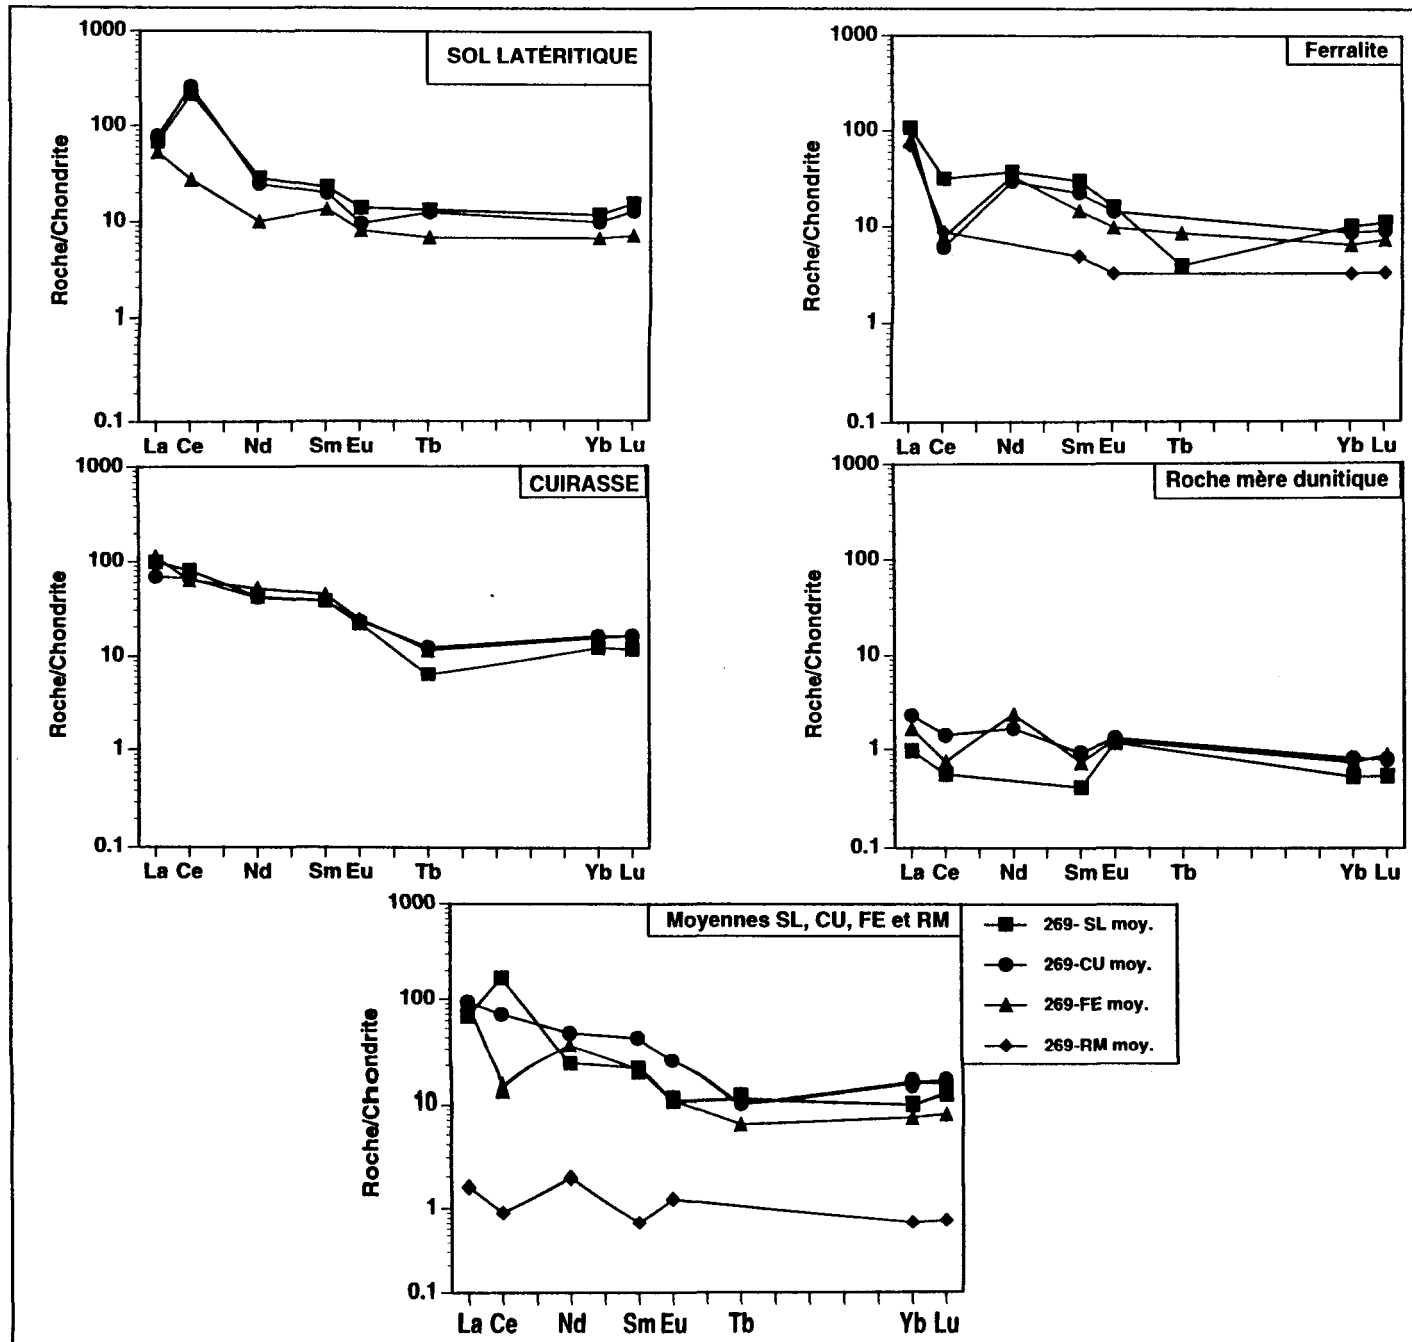 SOL LATÉRITIQUE
Roche/Chondrite
1000
100
10
1
0.1
La Ce Nd Sm Eu Tb Yb Lu
Ferralite
Roche/Chondrite
1000
100
10
1
0.1
La Ce Nd Sm Eu Tb Yb Lu
CUIRASSE
Roche/Chondrite
1000
100
10
1
0.1
La Ce Nd Sm Eu Tb Yb Lu
Roche mère dunitique
Roche/Chondrite
1000
100
10
1
0.1
La Ce Nd Sm Eu Tb Yb Lu
Moyennes SL, CU, FE et RM
Roche/Chondrite
1000
100
10
1
0.1
La Ce Nd Sm Eu Tb Yb Lu
269- SL moy.
269-CU moy.
269-FE moy.
269-RM moy.